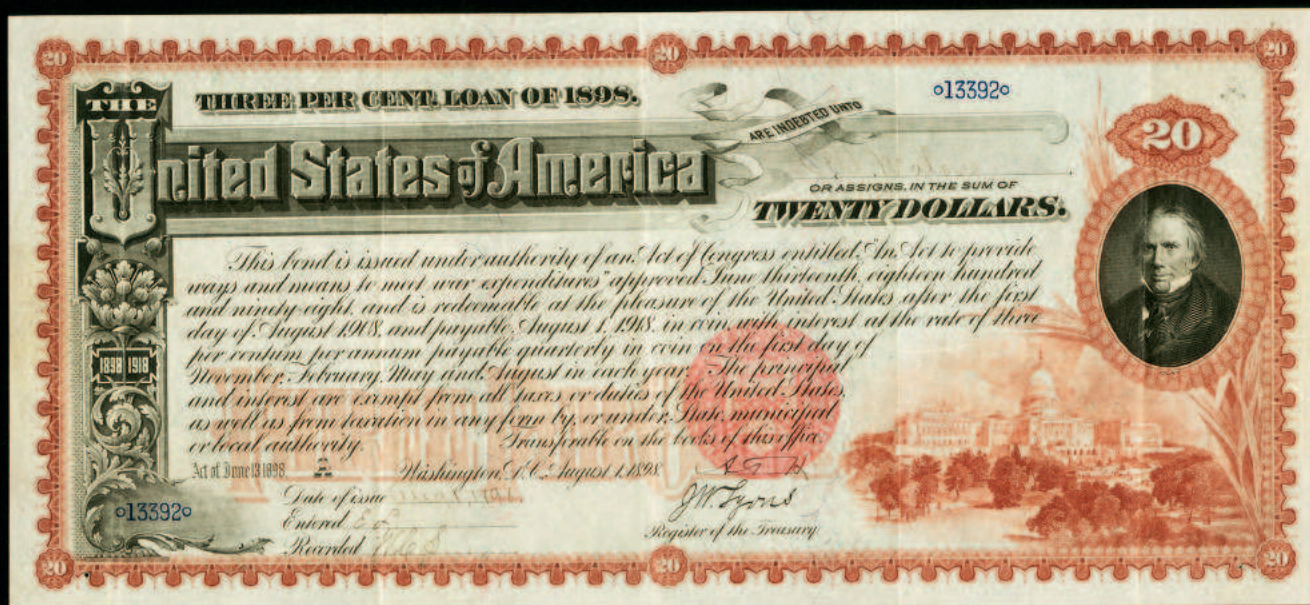 20 20 20
THE
THREE PER CENT. LOAN OF 1898.
13392
ARE INDEBTED UNTO
United States of America
20
OR ASSIGNS, IN THE SUM OF
TWENTY DOLLARS.
This bond is issued under authority of an Act of Congress entitled "An Act to provide
ways and means to meet war expenditures" approved June thirteenth, eighteen hundred
and ninety-eight, and is redeemable at the pleasure of the United States after the first
day of August 1908, and payable August 1, 1918, in coin with interest at the rate of three
per centum per annum payable quarterly in coin on the first day of
November, February, May and August in each year. The principal
and interest are exempt from all taxes or duties of the United States,
as well as from taxation in any form by, or under, State, municipal
or local authority. Transferable on the books of this office.
1898 1918
Act of June 13 1898. A Washington, D.C. August 1, 1898.
Date of issue
Entered
Recorded
13392
J.W. Lyons
Register of the Treasury
20 20 20